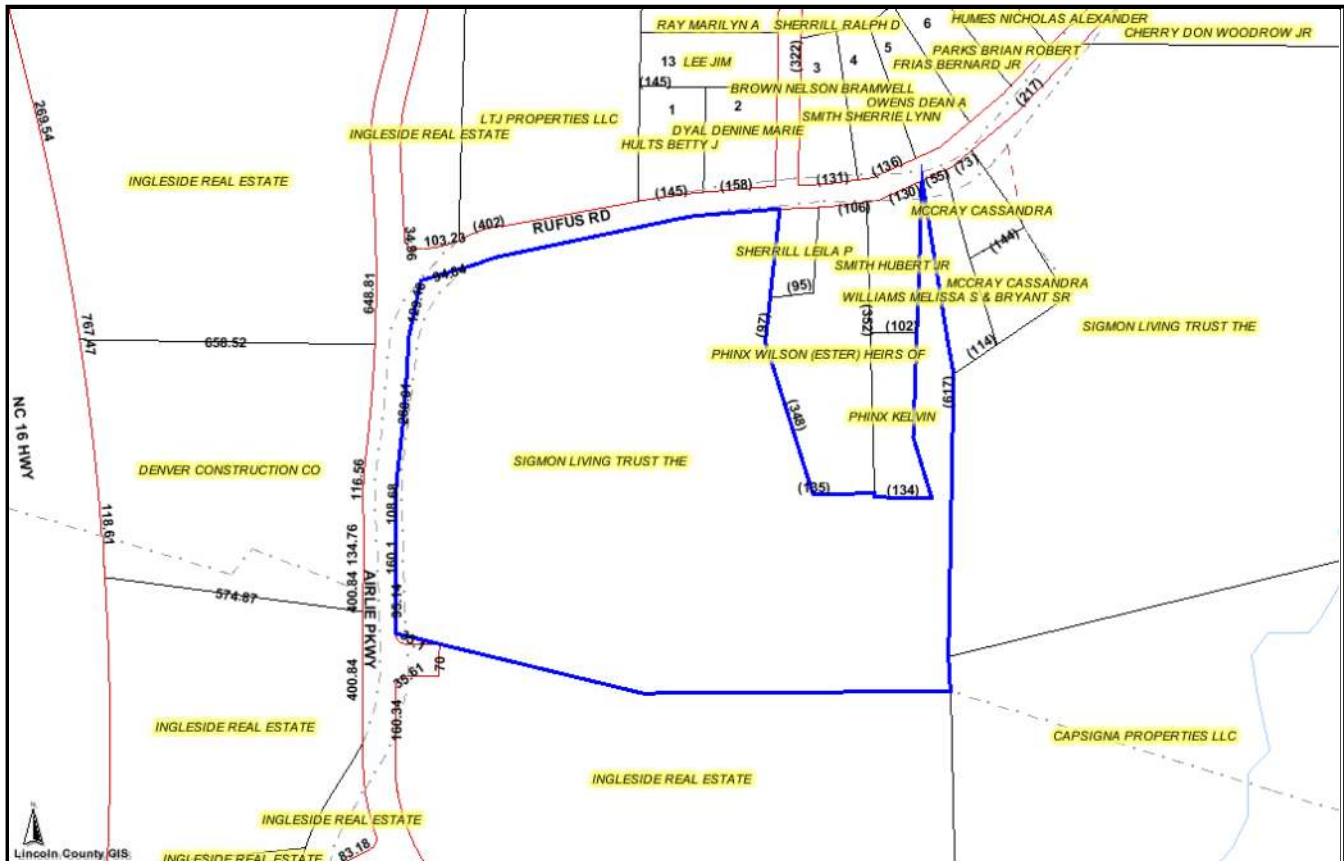 RAY MARILYN A
SHERRILL RALPH D
6
HUMES NICHOLAS ALEXANDER
CHERRY DON WOODROW JR
(322)
5
PARKS BRIAN ROBERT
13
LEE JIM
3
4
FRIAS BERNARD JR
(145)
BROWN NELSON BRAMWELL
(217)
269.54
1
2
OWENS DEAN A
LTJ PROPERTIES LLC
SMITH SHERRIE LYNN
INGLESIDE REAL ESTATE
DYAL DENINE MARIE
HULTS BETTY J
(136)
(73)
INGLESIDE REAL ESTATE
(145)
(158)
(131)
(55)
(130)
(106)
MCCRAY CASSANDRA
(402)
RUFUS RD
34.96
103.23
(144)
SHERRILL LEILA P
SMITH HUBERT JR
94.64
MCCRAY CASSANDRA
(95)
WILLIAMS MELISSA S & BRYANT SR
648.81
(352)
767.47
(97)
(102)
SIGMON LIVING TRUST THE
658.52
(114)
PHINX WILSON (ESTER) HEIRS OF
(617)
(348)
PHINX KELVIN
NC 16 HWY
DENVER CONSTRUCTION CO
SIGMON LIVING TRUST THE
116.56
(135)
(134)
108.68
118.61
134.76
160.1
574.87
400.84
AIRLIE PKWY
95.14
70
35.61
400.84
160.34
INGLESIDE REAL ESTATE
CAPSIGNA PROPERTIES LLC
INGLESIDE REAL ESTATE
INGLESIDE REAL ESTATE
83.18
Lincoln County GIS
INGLESIDE REAL ESTATE